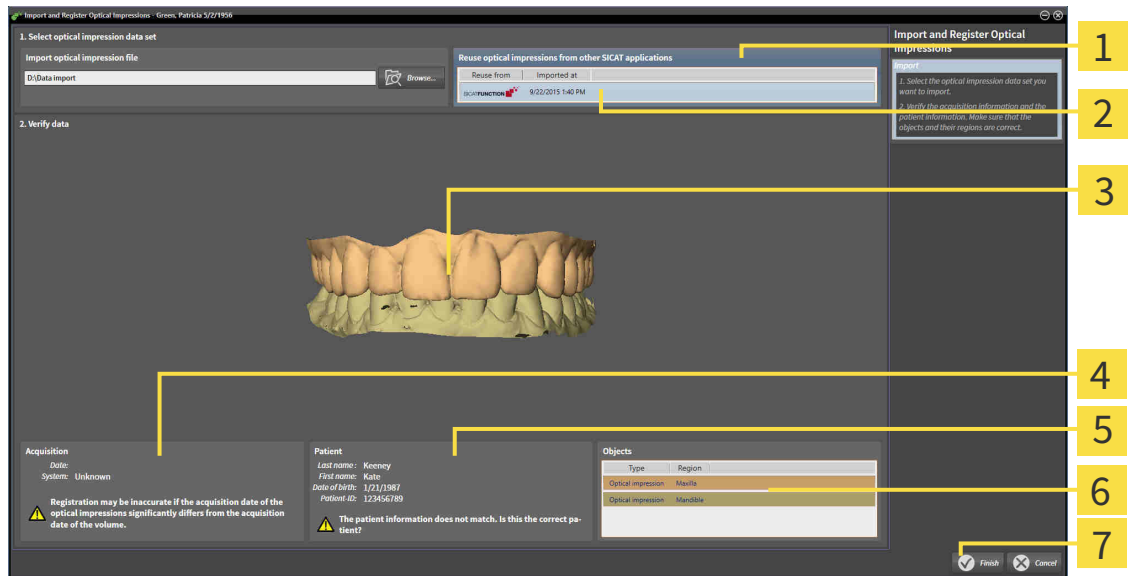 Import and Register Optical Impressions - Green, Patricia 5/2/1956
1. Select optical impression data set
Import optical impression file
D:\Data import
Browse...
Reuse optical impressions from other SICAT applications
Reuse from
Imported at
SICATFUNCTION
9/22/2015 1:40 PM
Import and Register Optical
Impressions
Import
1. Select the optical impression data set you
want to import.
2. Verify the acquisition information and the
patient information. Make sure that the
objects and their regions are correct.
1
2
2. Verify data
3
4
5
6
7
Acquisition
Date:
System: Unknown
Registration may be inaccurate if the acquisition date of the
optical impressions significantly differs from the acquisition
date of the volume.
Patient
Last name: Keeney
First name: Kate
Date of birth: 1/21/1987
Patient-ID: 123456789
The patient information does not match. Is this the correct pa-
tient?
Objects
Type
Region
Optical impression
Maxilla
Optical impression
Mandible
Finish
Cancel